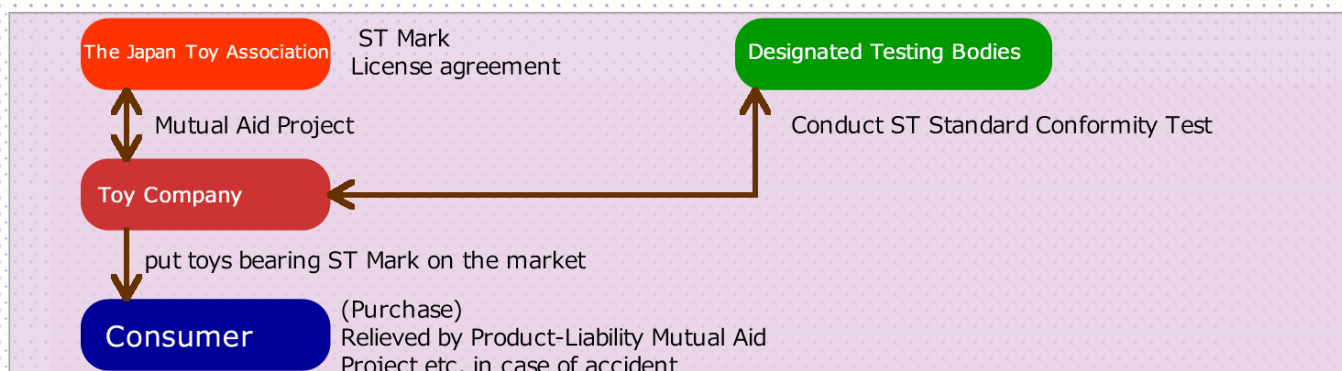 The Japan Toy Association
ST Mark
License agreement
Designated Testing Bodies
Mutual Aid Project
Conduct ST Standard Conformity Test
Toy Company
put toys bearing ST Mark on the market
Consumer
(Purchase)
Relieved by Product-Liability Mutual Aid
Project etc. in case of accident